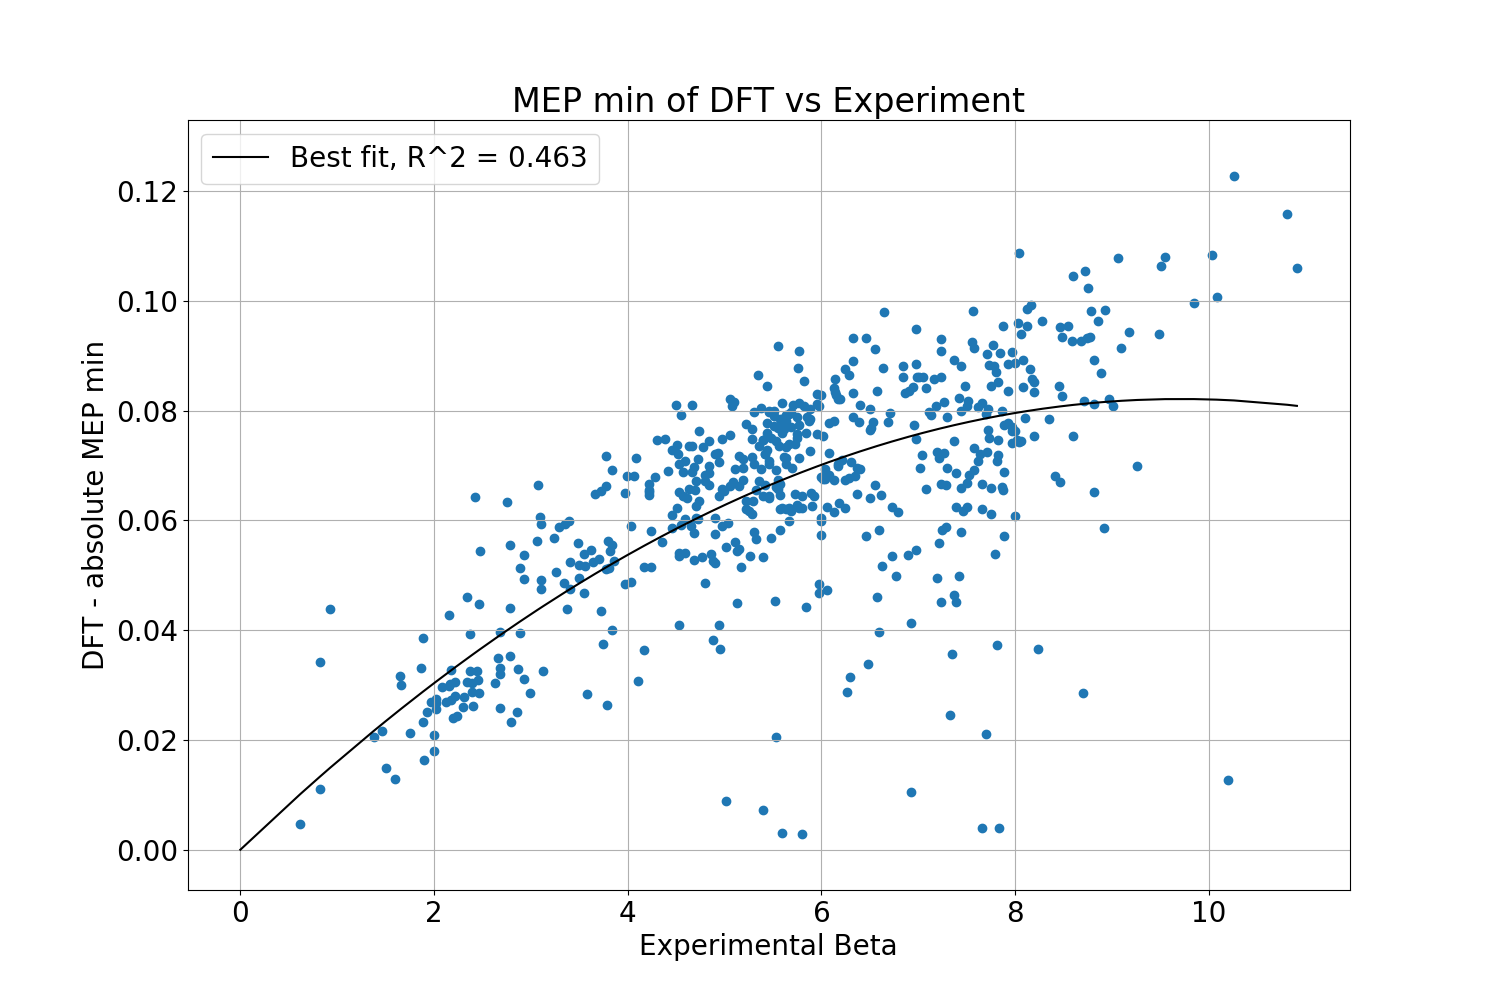 MEP min of DFT vs Experiment
Best fit, R^2 = 0.463
DFT - absolute MEP min
0.12
0.10
0.08
0.06
0.04
0.02
0.00
0 2 4 6 8 10
Experimental Beta